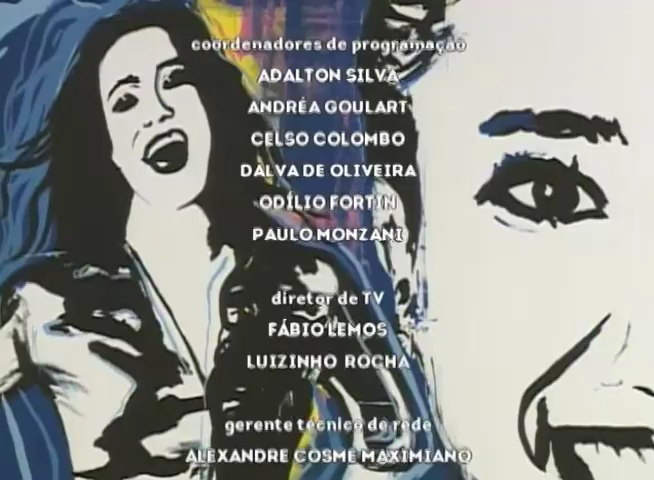 coordenadores de programação
ADALTON SILVA
ANDRÉA GOULART
CELSO COLOMBO
DALVA DE OLIVEIRA
ODÍLIO FORTIN
PAULO MONZANI
diretor de TV
FÁBIO LEMOS
LUIZINHO ROCHA
gerente técnico de rede
ALEXANDRE COSME MAXIMIANO